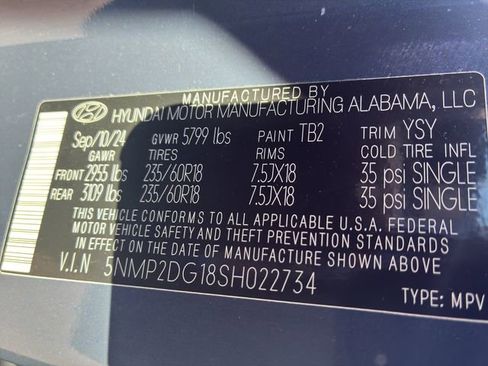 MANUFACTURED BY
HYUNDAI MOTOR MANUFACTURING ALABAMA, LLC
Sep/10/24 GVWR 5799 lbs PAINT TB2 TRIM YSY
GAWR TIRES RIMS COLD TIRE INFL
FRONT 2955 lbs 235/60R18 7.5JX18 35 psi SINGLE
REAR 3109 lbs 235/60R18 7.5JX18 35 psi SINGLE
THIS VEHICLE CONFORMS TO ALL APPLICABLE U.S.A. FEDERAL
MOTOR VEHICLE SAFETY AND THEFT PREVENTION STANDARDS
IN EFFECT ON THE DATE OF MANUFACTURE SHOWN ABOVE
V.I.N 5NMP2DG18SH022734
TYPE: MPV